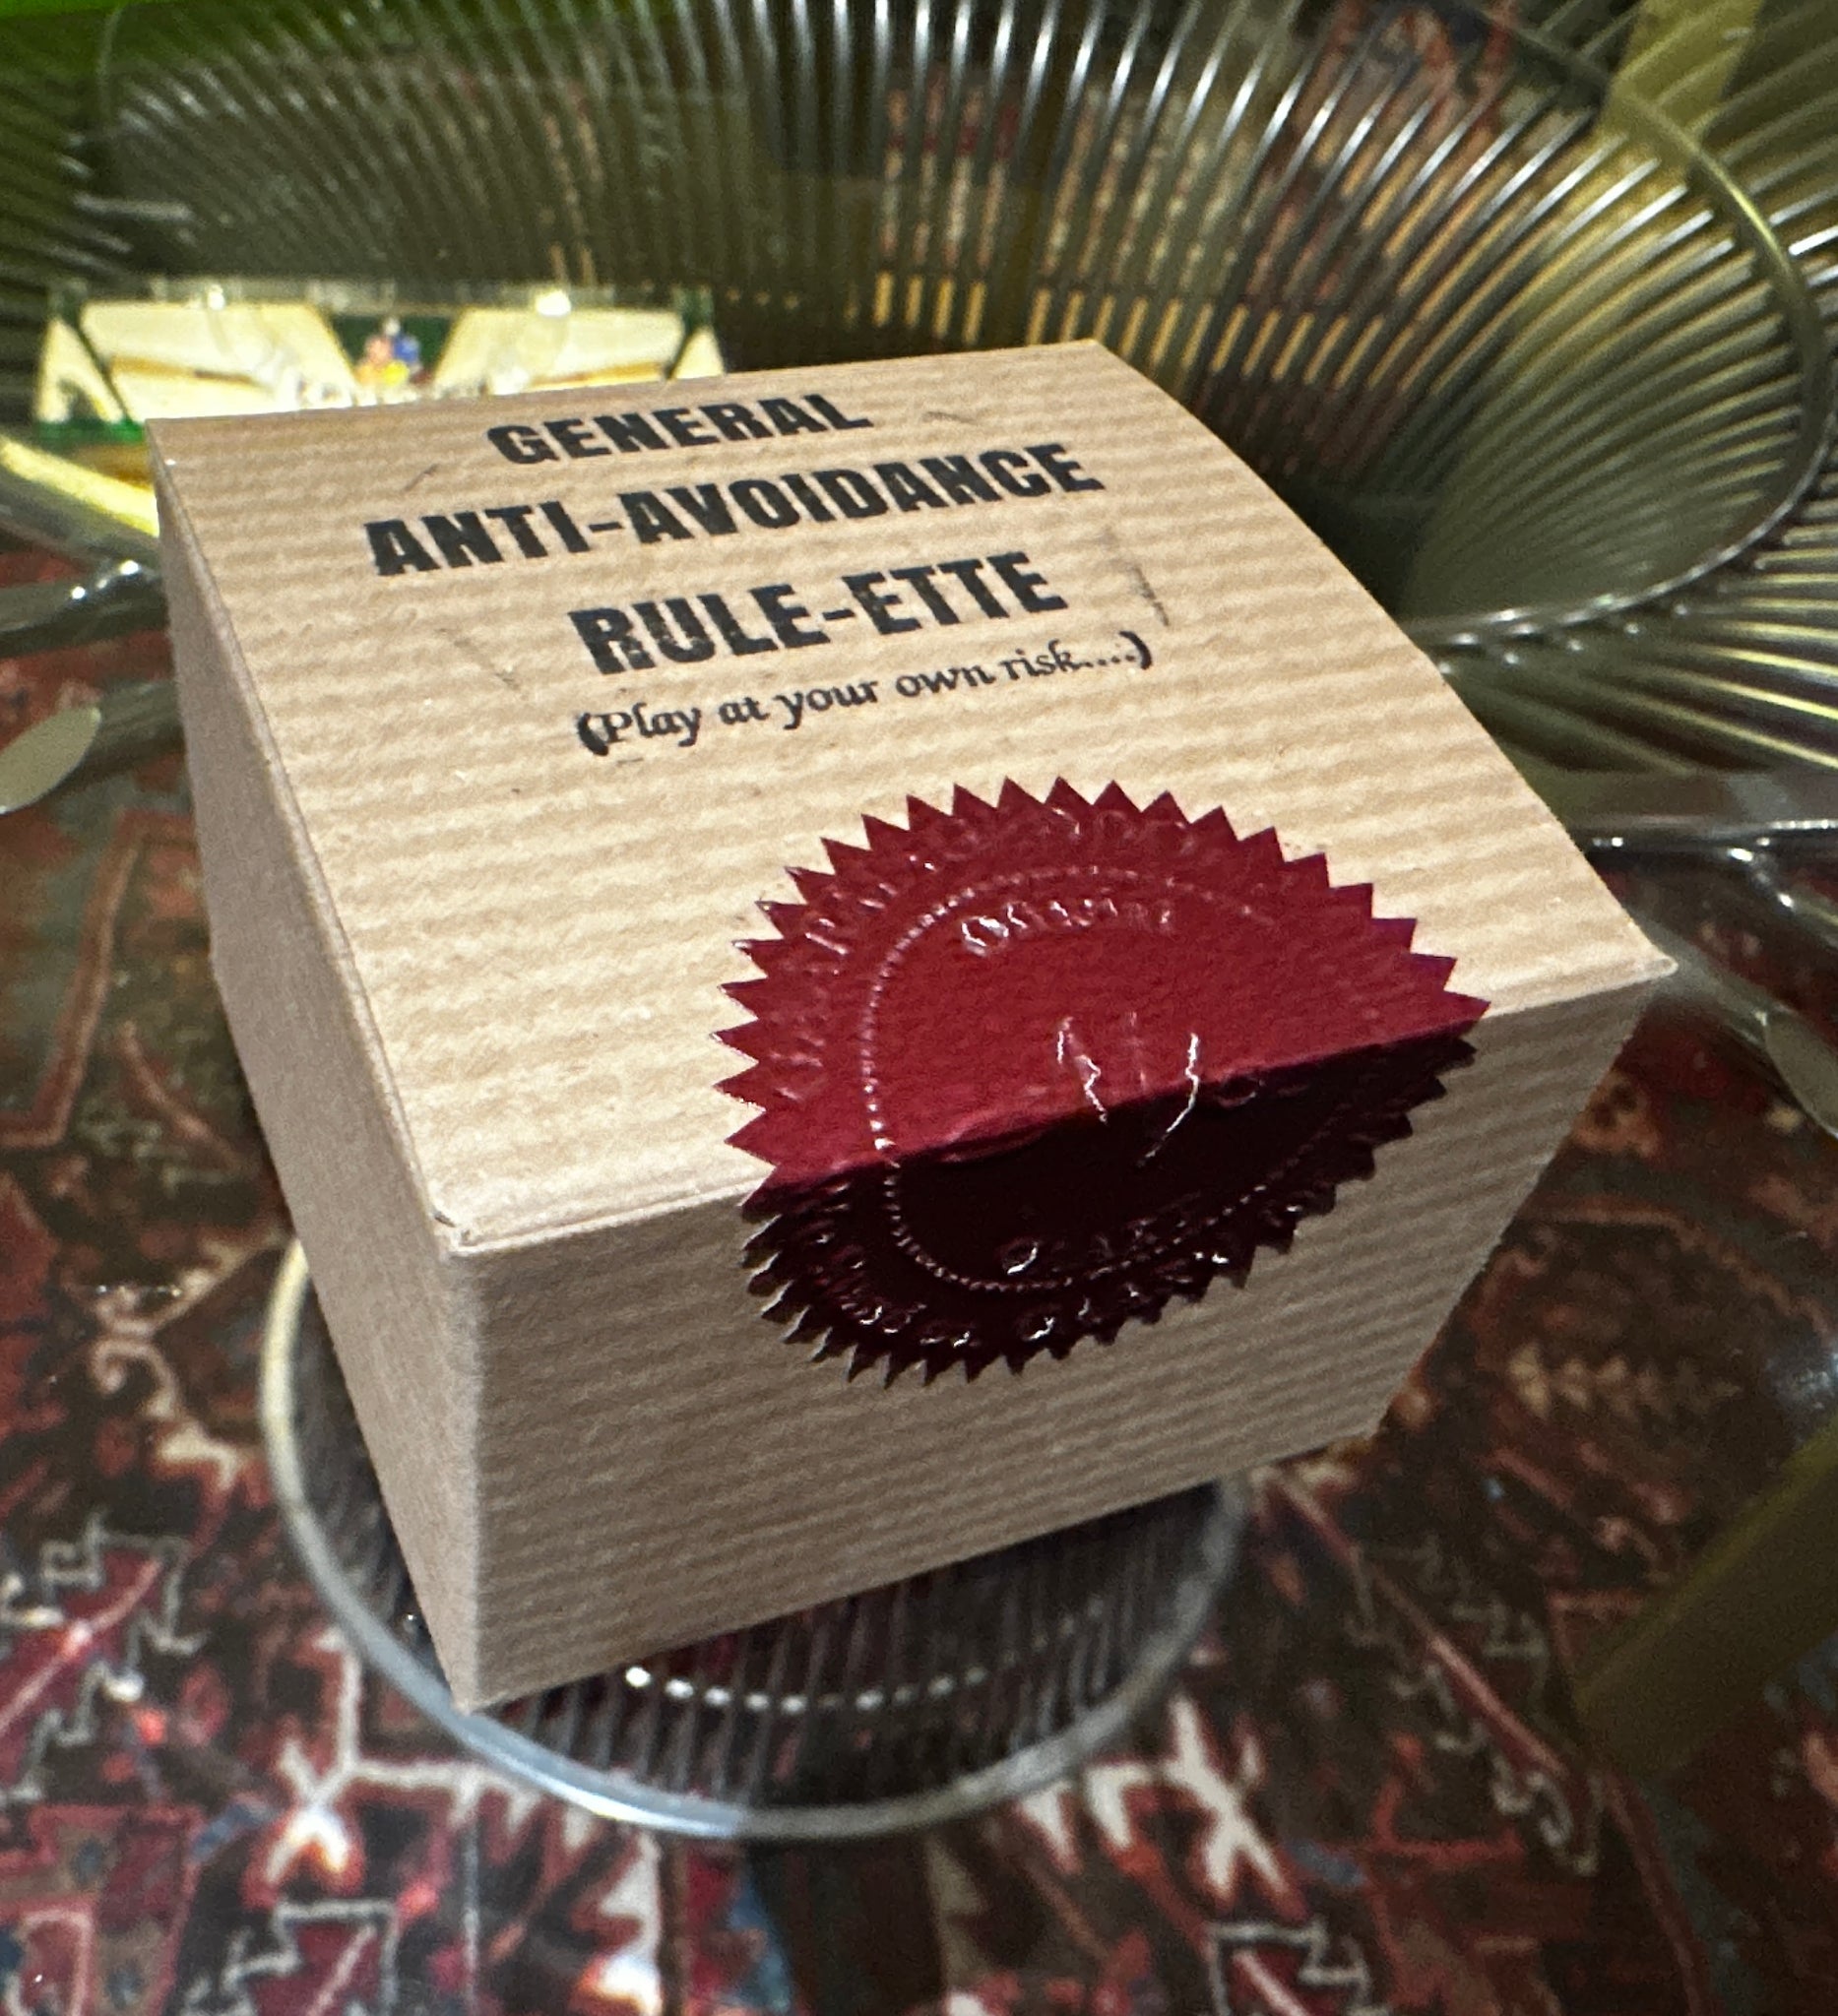 GENERAL
ANTI-AVOIDANCE
RULE-ETTE
(Play at your own risk....)